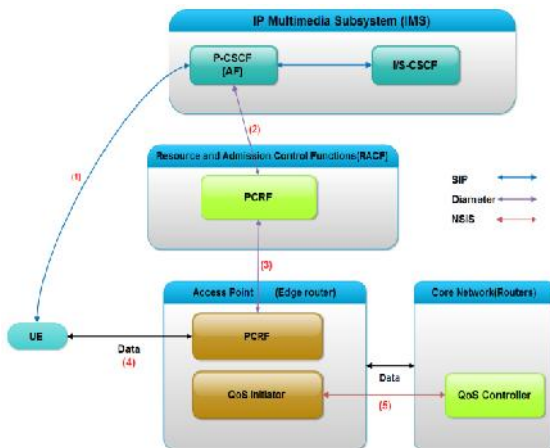 IP Multimedia Subsystem (IMS)
P-CSCF
[AF]
I/S-CSCF
(1)
(2)
Resource and Admission Control Functions(RACF)
PCRF
SIP
Diameter
NSIS
(3)
Access Point (Edge router)
Core Network(Routers)
UE
PCRF
Data
(4)
Data
QoS Initiator
QoS Controller
(5)